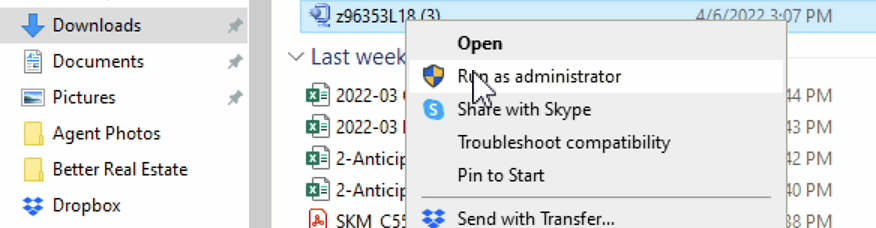 Downloads
Documents
Pictures
Agent Photos
Better Real Estate
Dropbox
z96353L18 (3)
4/6/2022 3:07 PM
Last week
2022-03
2022-03
2-Anticip
2-Anticip
SKM_C55
Open
Run as administrator
Share with Skype
Troubleshoot compatibility
Pin to Start
Send with Transfer...
44 PM
43 PM
42 PM
40 PM
38 PM